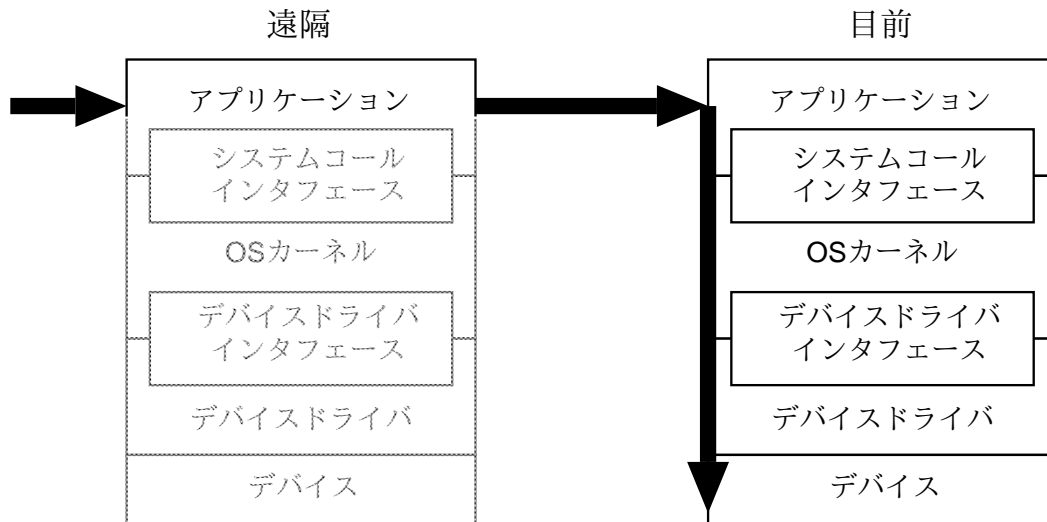 遠隔
アプリケーション
システムコール
インタフェース
OSカーネル
デバイスドライバ
インタフェース
デバイスドライバ
デバイス
目前
アプリケーション
システムコール
インタフェース
OSカーネル
デバイスドライバ
インタフェース
デバイスドライバ
デバイス